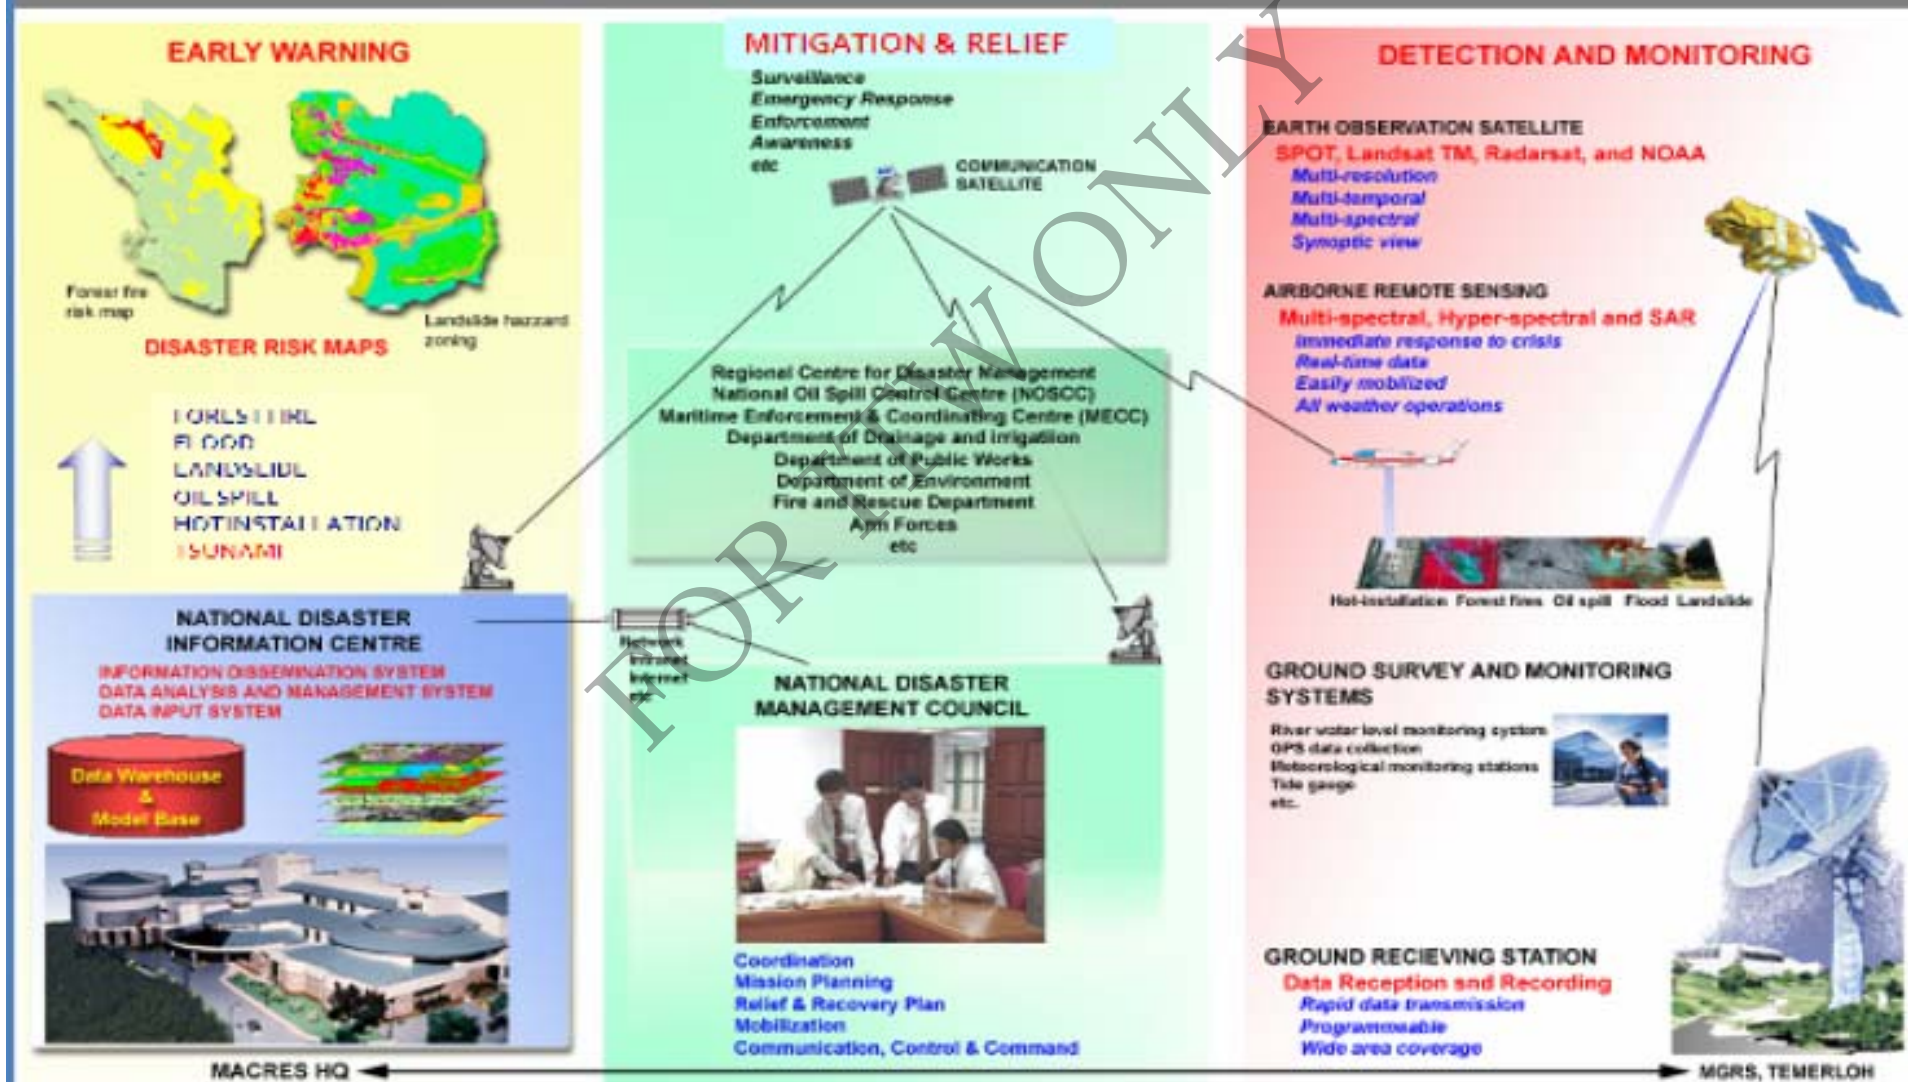 EARLY WARNING
Forest fire
risk map
Landslide hazzard
zoning
DISASTER RISK MAPS
FOREST FIRE
FLOOD
LANDSLIDE
OIL SPILL
HOT INSTALLATION
TSUNAMI
NATIONAL DISASTER
INFORMATION CENTRE
INFORMATION DISSEMINATION SYSTEM
DATA ANALYSIS AND MANAGEMENT SYSTEM
DATA INPUT SYSTEM
Data Warehouse
&
Model Base
MACRES HQ
MITIGATION & RELIEF
Surveillance
Emergency Response
Enforcement
Awareness
etc
COMMUNICATION
SATELLITE
Regional Centre for Disaster Management
National Oil Spill Control Centre (NOSCC)
Maritime Enforcement & Coordinating Centre (MECC)
Department of Drainage and Irrigatiion
Department of Public Works
Department of Environment
Fire and Rescue Department
Arm Forces
etc
Network
Intranet
Internet
etc
NATIONAL DISASTER
MANAGEMENT COUNCIL
Coordination
Mission Planning
Relief & Recovery Plan
Mobilization
Communication, Control & Command
DETECTION AND MONITORING
EARTH OBSERVATION SATELLITE
SPOT, Landsat TM, Radarsat, and NOAA
Multi-resolution
Multi-temporal
Multi-spectral
Synoptic view
AIRBORNE REMOTE SENSING
Multi-spectral, Hyper-spectral and SAR
Immediate response to crisis
Real-time data
Easily mobilized
All weather operations
Hot-installation Forest fires Oil spill Flood Landslide
GROUND SURVEY AND MONITORING
SYSTEMS
River water level monitoring system
GPS data collection
Meteorological monitoring stations
Tide gauge
etc.
GROUND RECIEVING STATION
Data Reception snd Recording
Rapid data transmission
Programmeable
Wide area coverage
MGRS, TEMERLOH
FOR ITW ONLY